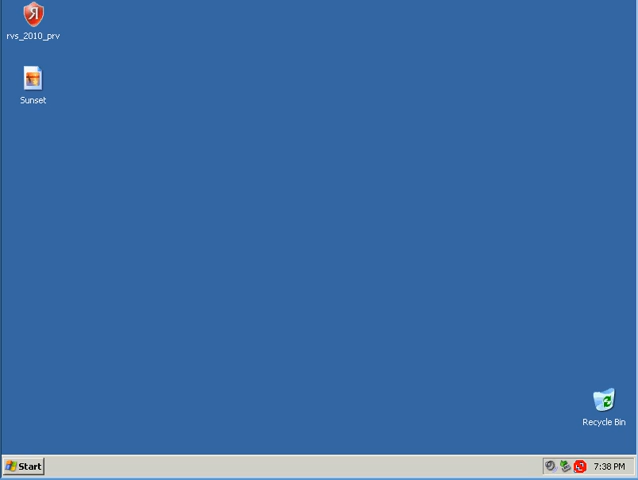 Я
rvs_2010_prv
Sunset
Recycle Bin
Start
7:38 PM